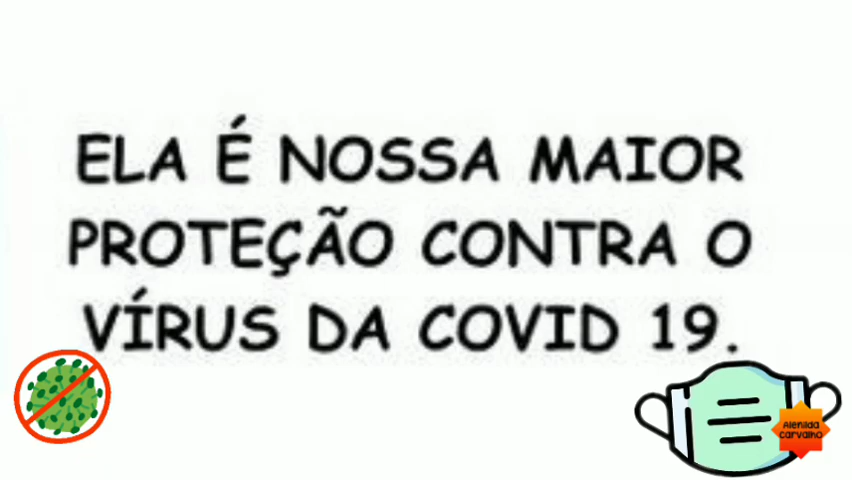 ELA É NOSSA MAIOR
PROTEÇÃO CONTRA O
VÍRUS DA COVID 19.
Alenilda
Carvalho